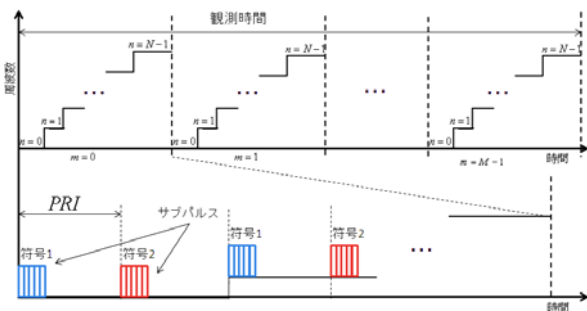 観測時間
周波数
n=N-1
n=N-1
n=N-1
...
...
...
...
n=1
n=1
n=1
n=0
n=0
n=0
m=0
m=1
m=M-1
時間
PRI
サブパルス
符号1
符号2
符号1
符号2
...
時間